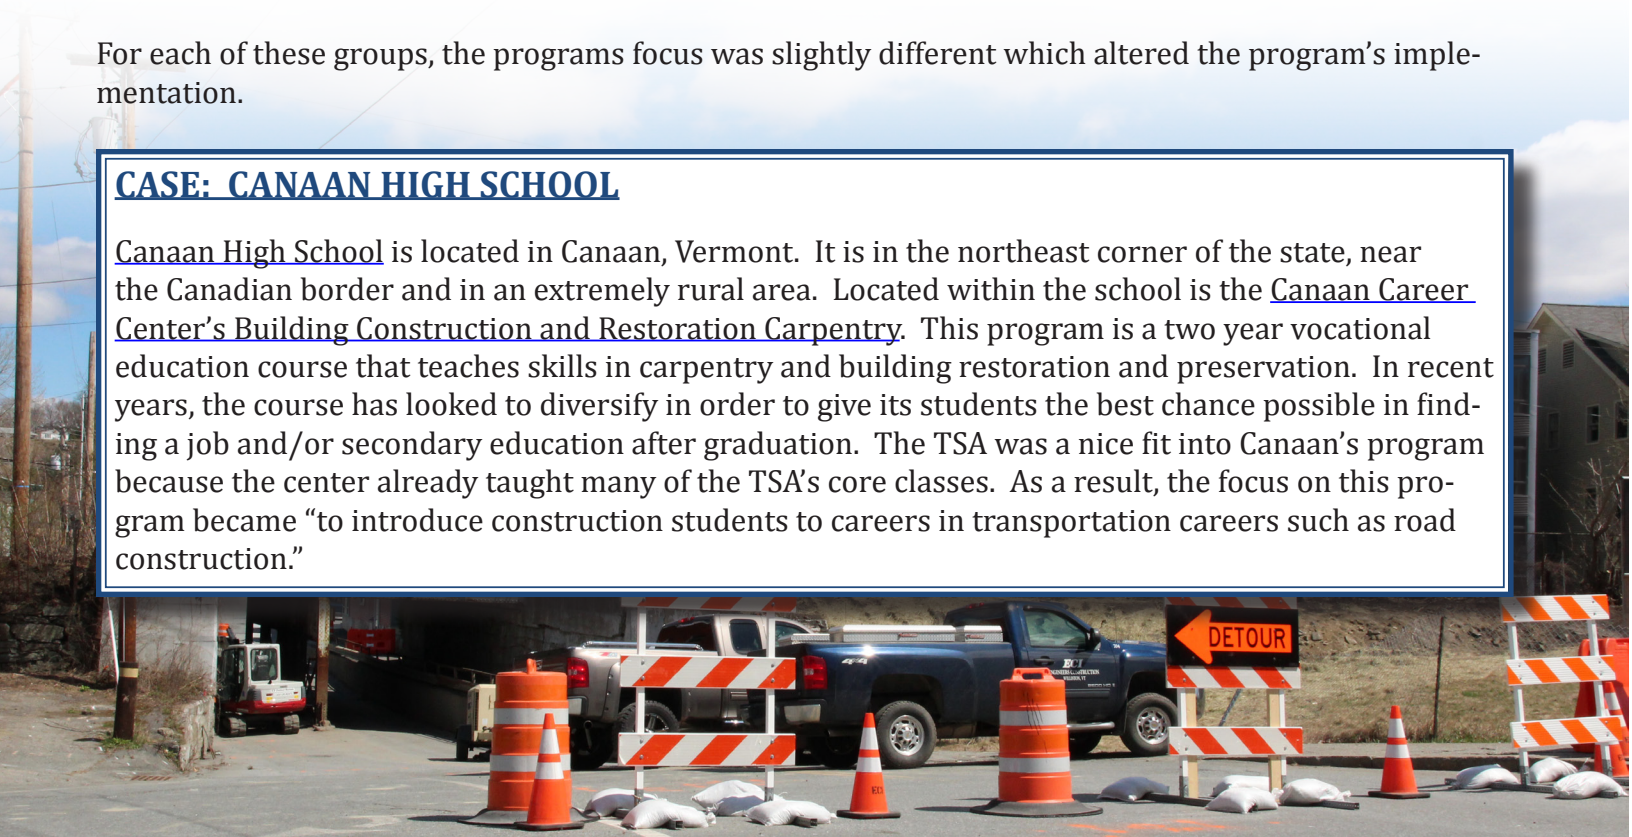 For each of these groups, the programs focus was slightly different which altered the program’s imple-
mentation.
CASE:  CANAAN HIGH SCHOOL
Canaan High School is located in Canaan, Vermont.  It is in the northeast corner of the state, near
the Canadian border and in an extremely rural area.  Located within the school is the Canaan Career
Center’s Building Construction and Restoration Carpentry.  This program is a two year vocational
education course that teaches skills in carpentry and building restoration and preservation.  In recent
years, the course has looked to diversify in order to give its students the best chance possible in find-
ing a job and/or secondary education after graduation.  The TSA was a nice fit into Canaan’s program
because the center already taught many of the TSA’s core classes.  As a result, the focus on this pro-
gram became “to introduce construction students to careers in transportation careers such as road
construction.”
DETOUR
ECI
4x4